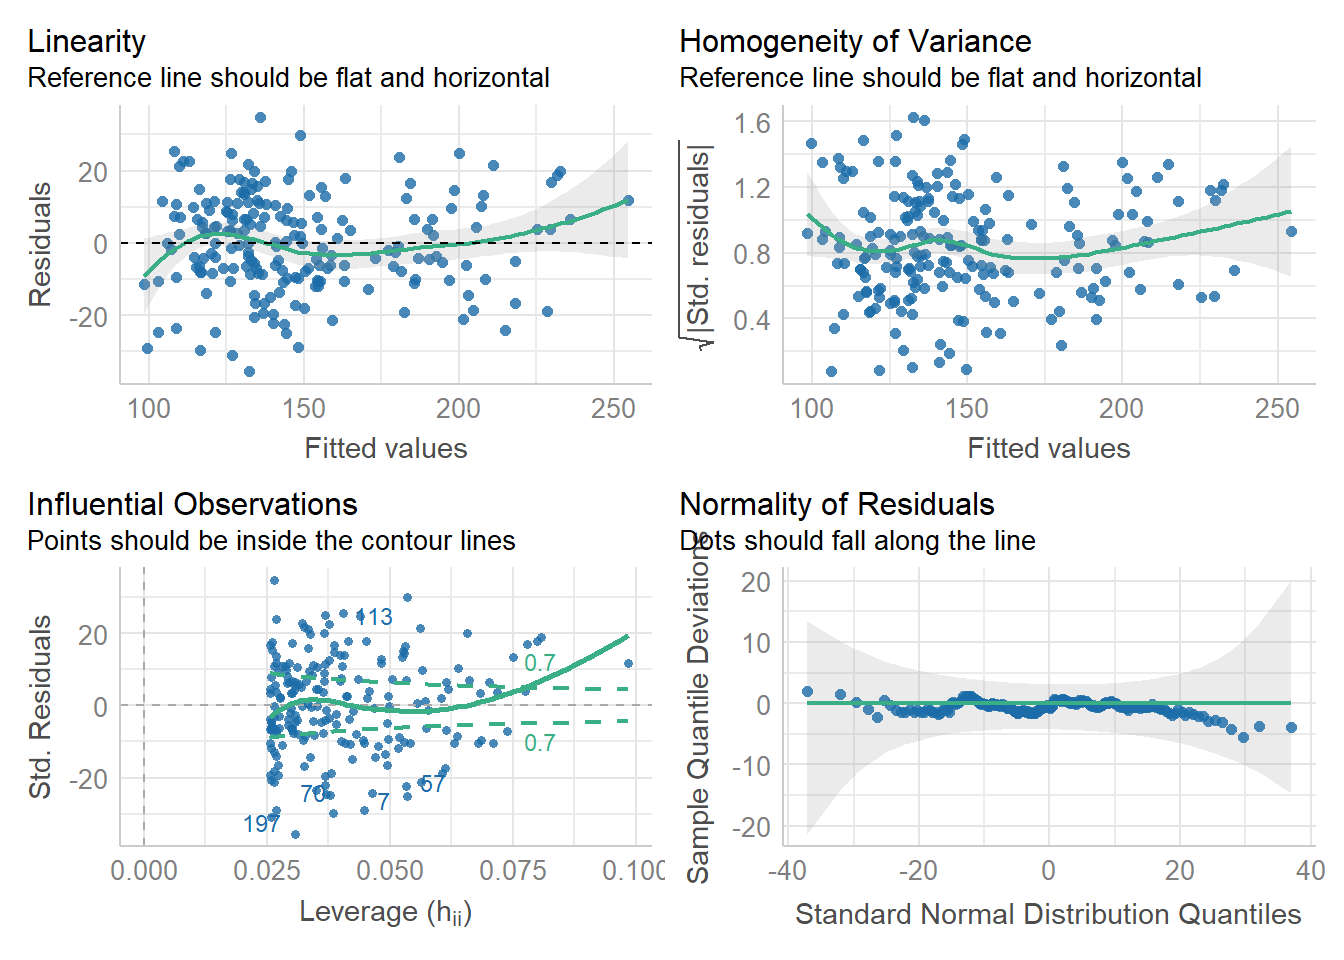 Linearity
Reference line should be flat and horizontal
20
0
-20
Residuals
100
150
200
250
Fitted values
Homogeneity of Variance
Reference line should be flat and horizontal
1.6
1.2
0.8
0.4
√|Std. residuals|
100
150
200
250
Fitted values
Influential Observations
Points should be inside the contour lines
20
0
-20
Std. Residuals
113
0.7
0.7
57
70
7
197
0.000
0.025
0.050
0.075
0.100
Leverage (hii)
Normality of Residuals
Dots should fall along the line
20
10
0
-10
-20
Sample Quantile Deviations
-40
-20
0
20
40
Standard Normal Distribution Quantiles